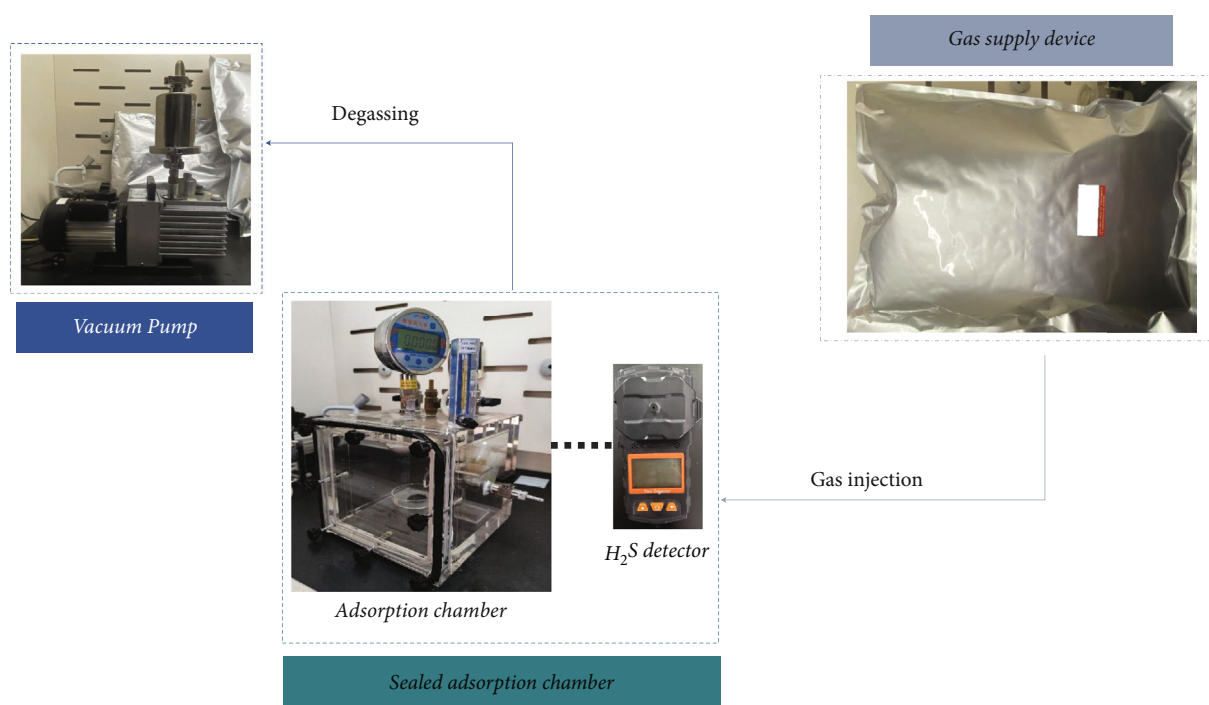 Gas supply device
Degassing
Vacuum Pump
Gas injection
H₂S detector
Adsorption chamber
Sealed adsorption chamber